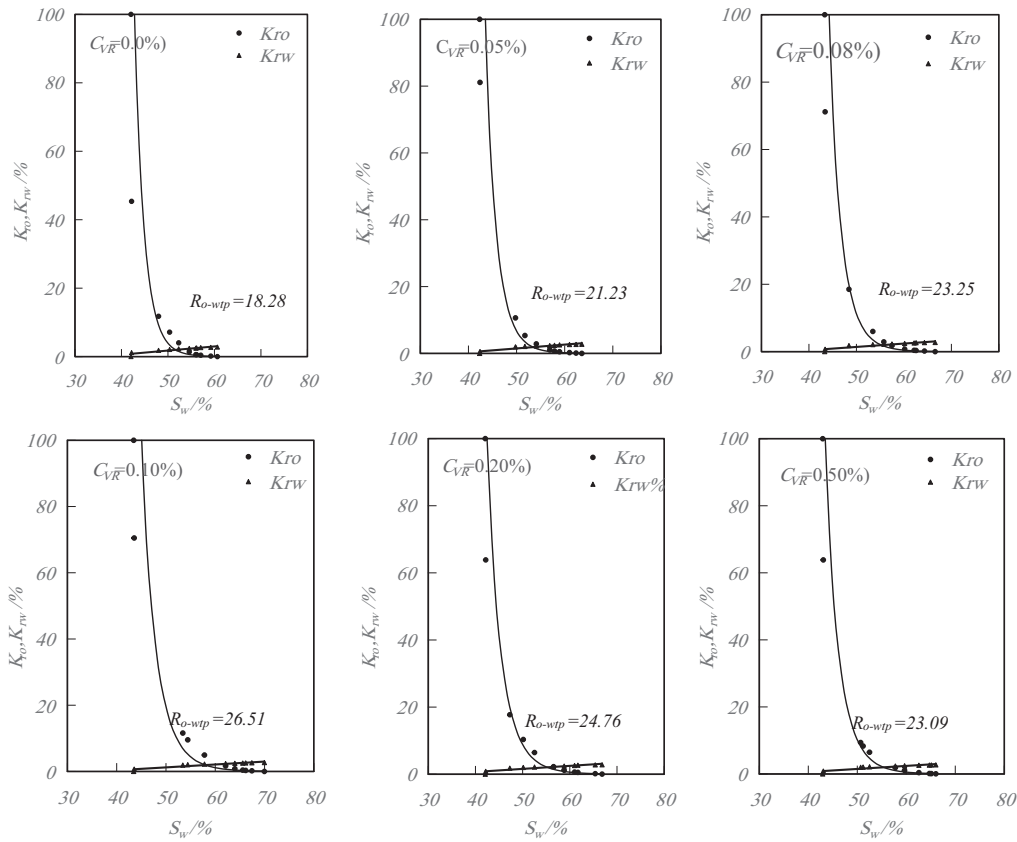 C_VR=0.0%)
Kro
Krw
100
80
60
40
20
0
K_ro,K_rw/%
R_o-wtp=18.28
30 40 50 60 70 80
S_w/%
C_VR=0.05%)
Kro
Krw
100
80
60
40
20
0
K_ro,K_rw/%
R_o-wtp=21.23
30 40 50 60 70 80
S_w/%
C_VR=0.08%)
Kro
Krw
100
80
60
40
20
0
K_ro,K_rw/%
R_o-wtp=23.25
30 40 50 60 70 80
S_w/%
C_VR=0.10%)
Kro
Krw
100
80
60
40
20
0
K_ro,K_rw/%
R_o-wtp=26.51
30 40 50 60 70 80
S_w/%
C_VR=0.20%)
Kro
Krw%
100
80
60
40
20
0
K_ro,K_rw/%
R_o-wtp=24.76
30 40 50 60 70 80
S_w/%
C_VR=0.50%)
Kro
Krw
100
80
60
40
20
0
K_ro,K_rw/%
R_o-wtp=23.09
30 40 50 60 70 80
S_w/%